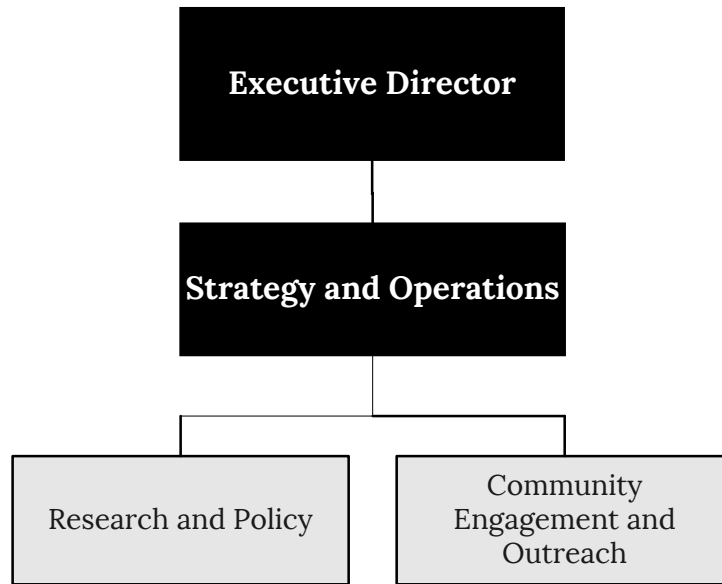 Executive Director
Strategy and Operations
Research and Policy
Community
Engagement and
Outreach